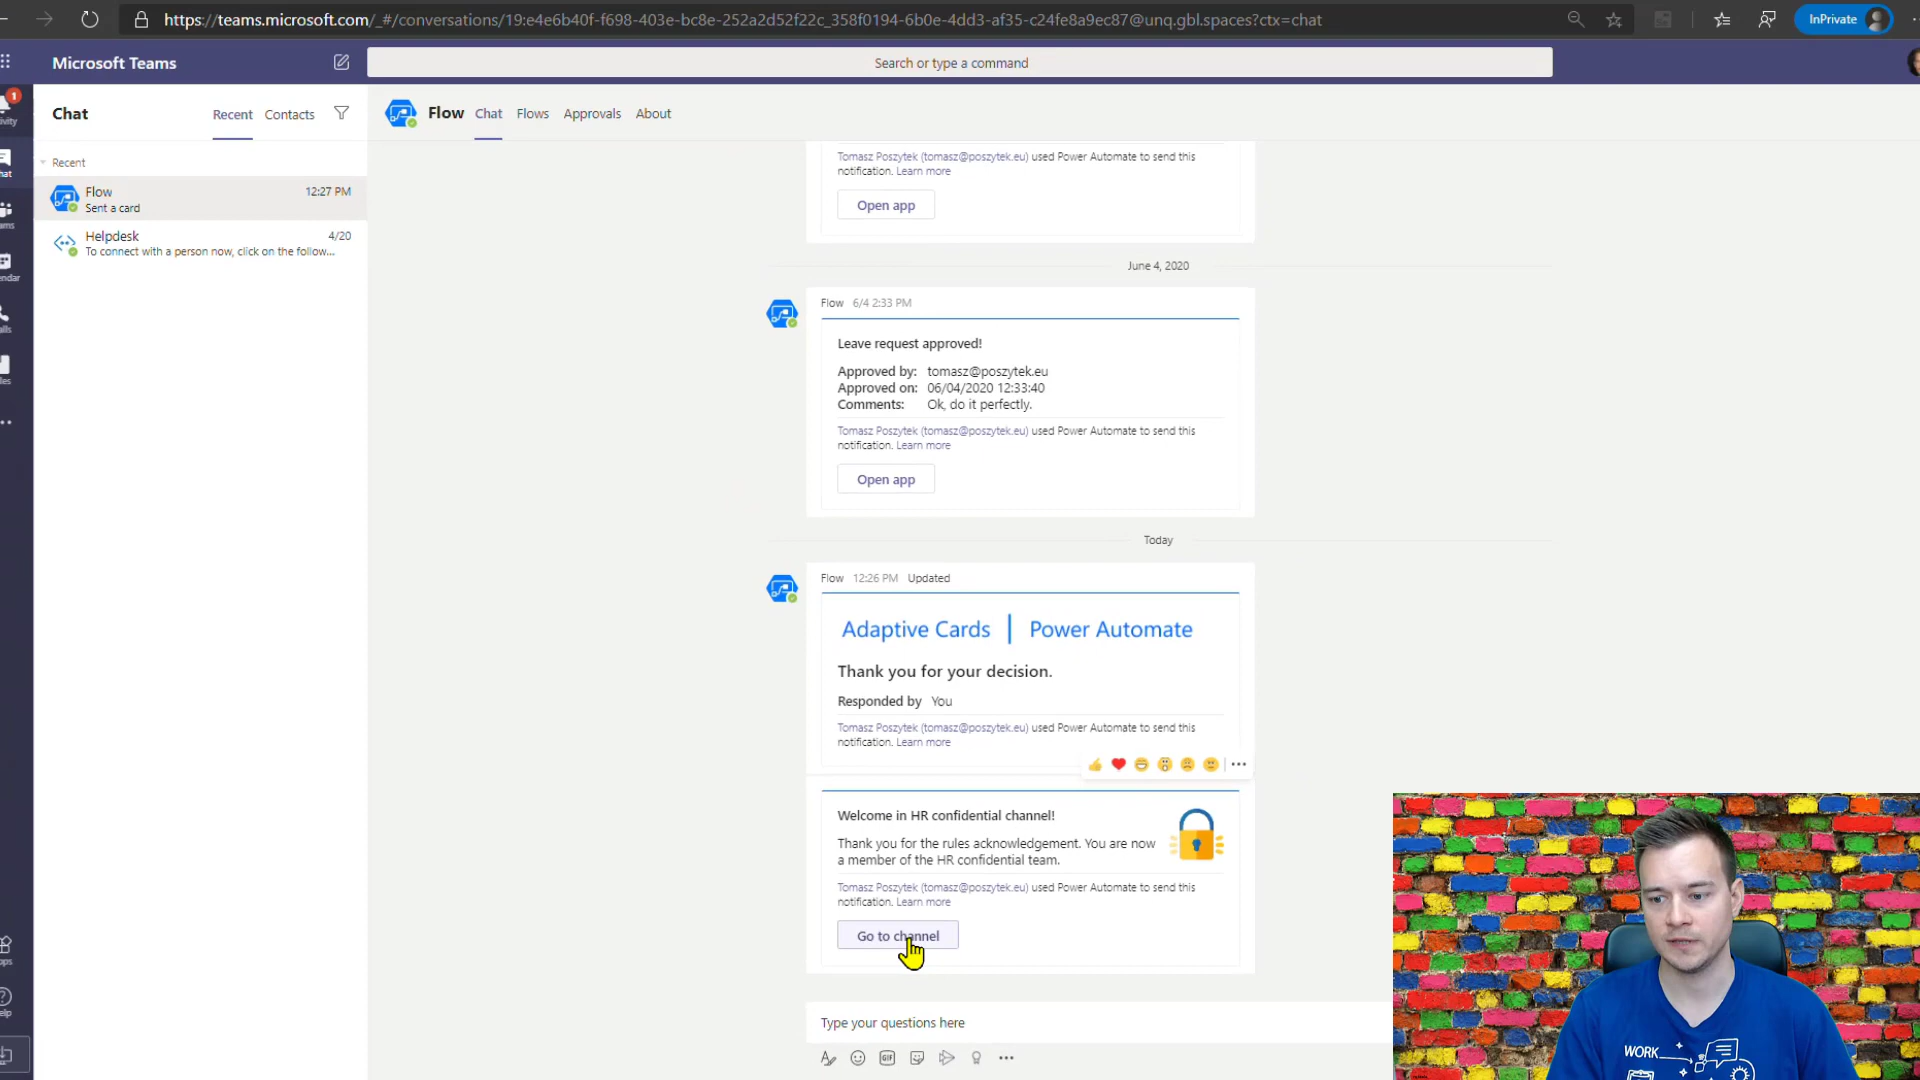 https://teams.microsoft.com/_#/conversations/19:e4e6b40f-f698-403e-bc8e-252a2d52f22c_358f0194-6b0e-4dd3-af35-c24fe8a9ec87@unq.gbl.spaces?ctx=chat
InPrivate
Microsoft Teams
Search or type a command
1
Chat
Recent
Contacts
Flow
Chat
Flows
Approvals
About
Recent
Flow
12:27 PM
Sent a card
Helpdesk
4/20
To connect with a person now, click on the follow...
Tomasz Poszytek (tomasz@poszytek.eu) used Power Automate to send this
notification. Learn more
Open app
June 4, 2020
Flow 6/4 2:33 PM
Leave request approved!
Approved by: tomasz@poszytek.eu
Approved on: 06/04/2020 12:33:40
Comments: Ok, do it perfectly.
Tomasz Poszytek (tomasz@poszytek.eu) used Power Automate to send this
notification. Learn more
Open app
Today
Flow 12:26 PM Updated
Adaptive Cards | Power Automate
Thank you for your decision.
Responded by You
Tomasz Poszytek (tomasz@poszytek.eu) used Power Automate to send this
notification. Learn more
Welcome in HR confidential channel!
Thank you for the rules acknowledgement. You are now
a member of the HR confidential team.
Tomasz Poszytek (tomasz@poszytek.eu) used Power Automate to send this
notification. Learn more
Go to channel
Type your questions here
GIF
WORK